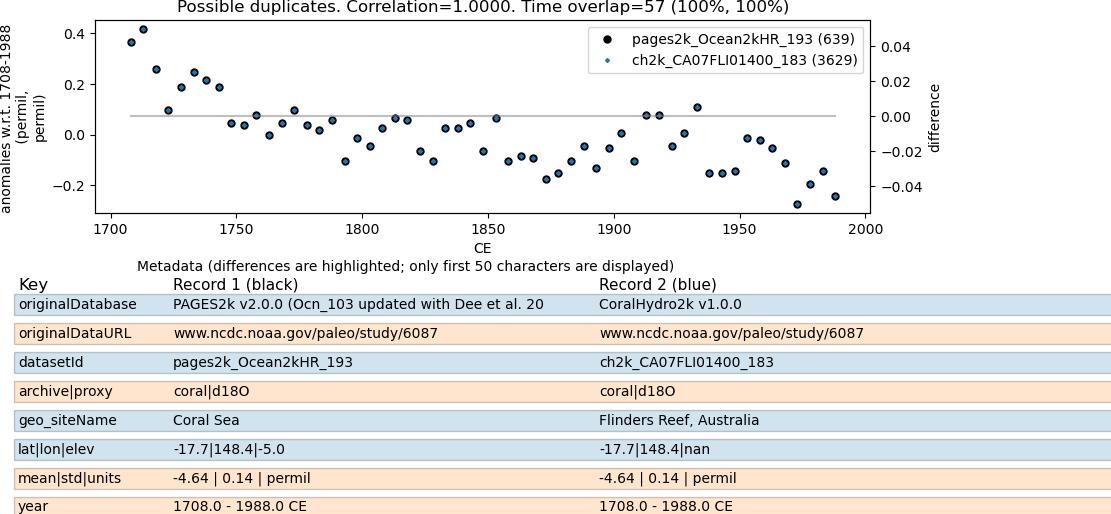 Possible duplicates. Correlation=1.0000. Time overlap=57 (100%, 100%)
anomalies w.r.t. 1708-1988
(permil,
permil)
0.4
0.2
0.0
−0.2
pages2k_Ocean2kHR_193 (639)
ch2k_CA07FLI01400_183 (3629)
0.04
0.02
0.00
−0.02
−0.04
difference
1700 1750 1800 1850 1900 1950 2000
CE
Metadata (differences are highlighted; only first 50 characters are displayed)
Key Record 1 (black) Record 2 (blue)
originalDatabase PAGES2k v2.0.0 (Ocn_103 updated with Dee et al. 20 CoralHydro2k v1.0.0
originalDataURL www.ncdc.noaa.gov/paleo/study/6087 www.ncdc.noaa.gov/paleo/study/6087
datasetId pages2k_Ocean2kHR_193 ch2k_CA07FLI01400_183
archive|proxy coral|d18O coral|d18O
geo_siteName Coral Sea Flinders Reef, Australia
lat|lon|elev -17.7|148.4|-5.0 -17.7|148.4|nan
mean|std|units -4.64 | 0.14 | permil -4.64 | 0.14 | permil
year 1708.0 - 1988.0 CE 1708.0 - 1988.0 CE